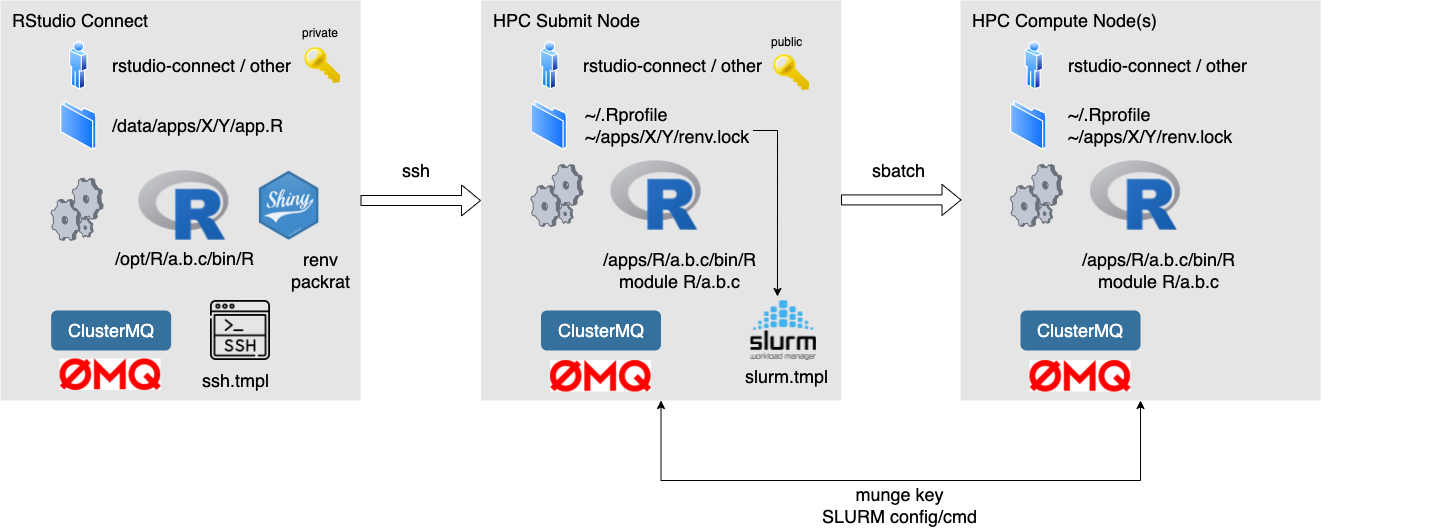 RStudio Connect
private
rstudio-connect / other
/data/apps/X/Y/app.R
R
Shiny
/opt/R/a.b.c/bin/R
renv
packrat
ClusterMQ
>_
SSH
ØMQ
ssh.tmpl
ssh
HPC Submit Node
public
rstudio-connect / other
~/.Rprofile
~/apps/X/Y/renv.lock
R
/apps/R/a.b.c/bin/R
module R/a.b.c
ClusterMQ
slurm
workload manager
ØMQ
slurm.tmpl
sbatch
HPC Compute Node(s)
rstudio-connect / other
~/.Rprofile
~/apps/X/Y/renv.lock
R
/apps/R/a.b.c/bin/R
module R/a.b.c
ClusterMQ
ØMQ
munge key
SLURM config/cmd